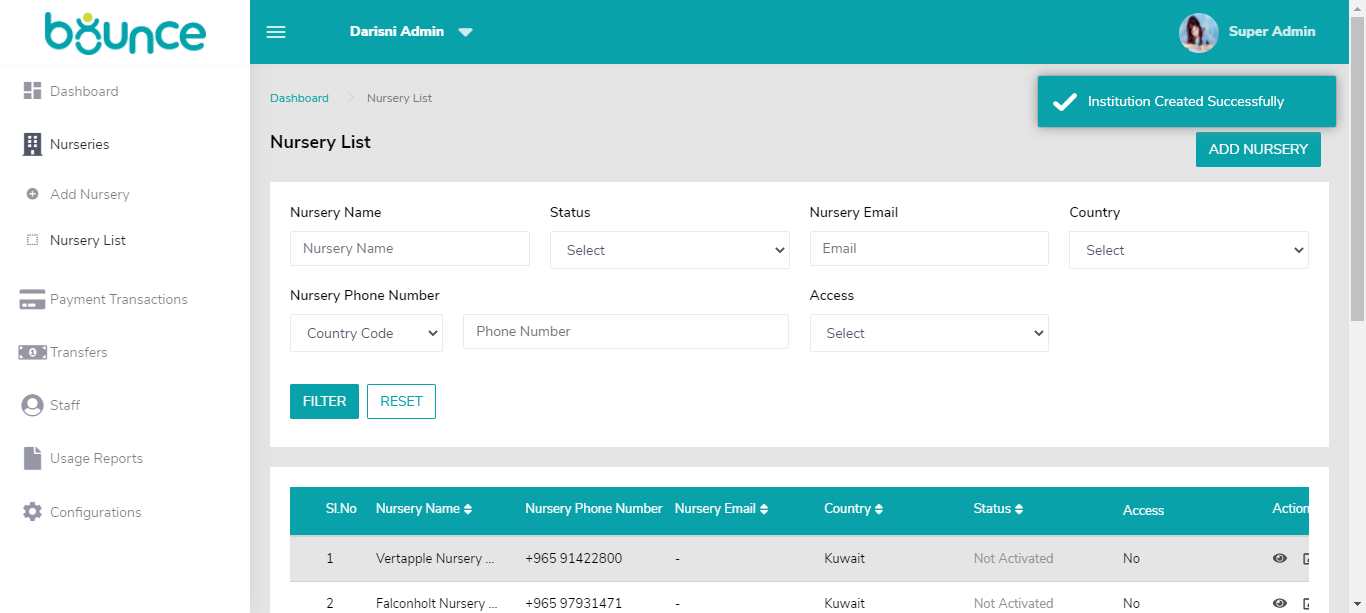 bounce
Darisni Admin
Super Admin
Dashboard
Nurseries
Add Nursery
Nursery List
Payment Transactions
Transfers
Staff
Usage Reports
Configurations
Dashboard Nursery List
Institution Created Successfully
Nursery List
ADD NURSERY
Nursery Name Status Nursery Email Country
Nursery Name Select Email Select
Nursery Phone Number Access
Country Code Phone Number Select
FILTER RESET
Sl.No Nursery Name Nursery Phone Number Nursery Email Country Status Access Action
1 Vertapple Nursery ... +965 91422800 - Kuwait Not Activated No
2 Falconholt Nursery ... +965 97931471 - Kuwait Not Activated No